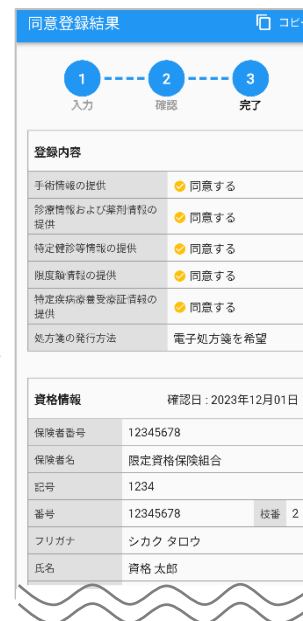 同意登録結果 コピー
1 2 3
入力 確認 完了
登録内容
手術情報の提供 同意する
診療情報および薬剤情報の
提供 同意する
特定健診等情報の提供 同意する
限度額情報の提供 同意する
特定疾病療養受療証情報の
提供 同意する
処方箋の発行方法 電子処方箋を希望
資格情報 確認日 : 2023年12月01日
保険者番号 12345678
保険者名 限定資格保険組合
記号 1234
番号 12345678 枝番 2
フリガナ シカク タロウ
氏名 資格 太郎